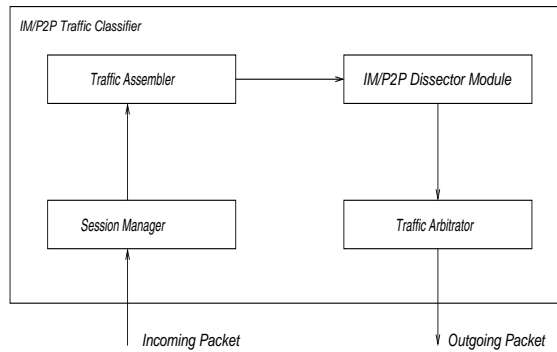 IM/P2P Traffic Classifier
Traffic Assembler
IM/P2P Dissector Module
Session Manager
Traffic Arbitrator
Incoming Packet
Outgoing Packet